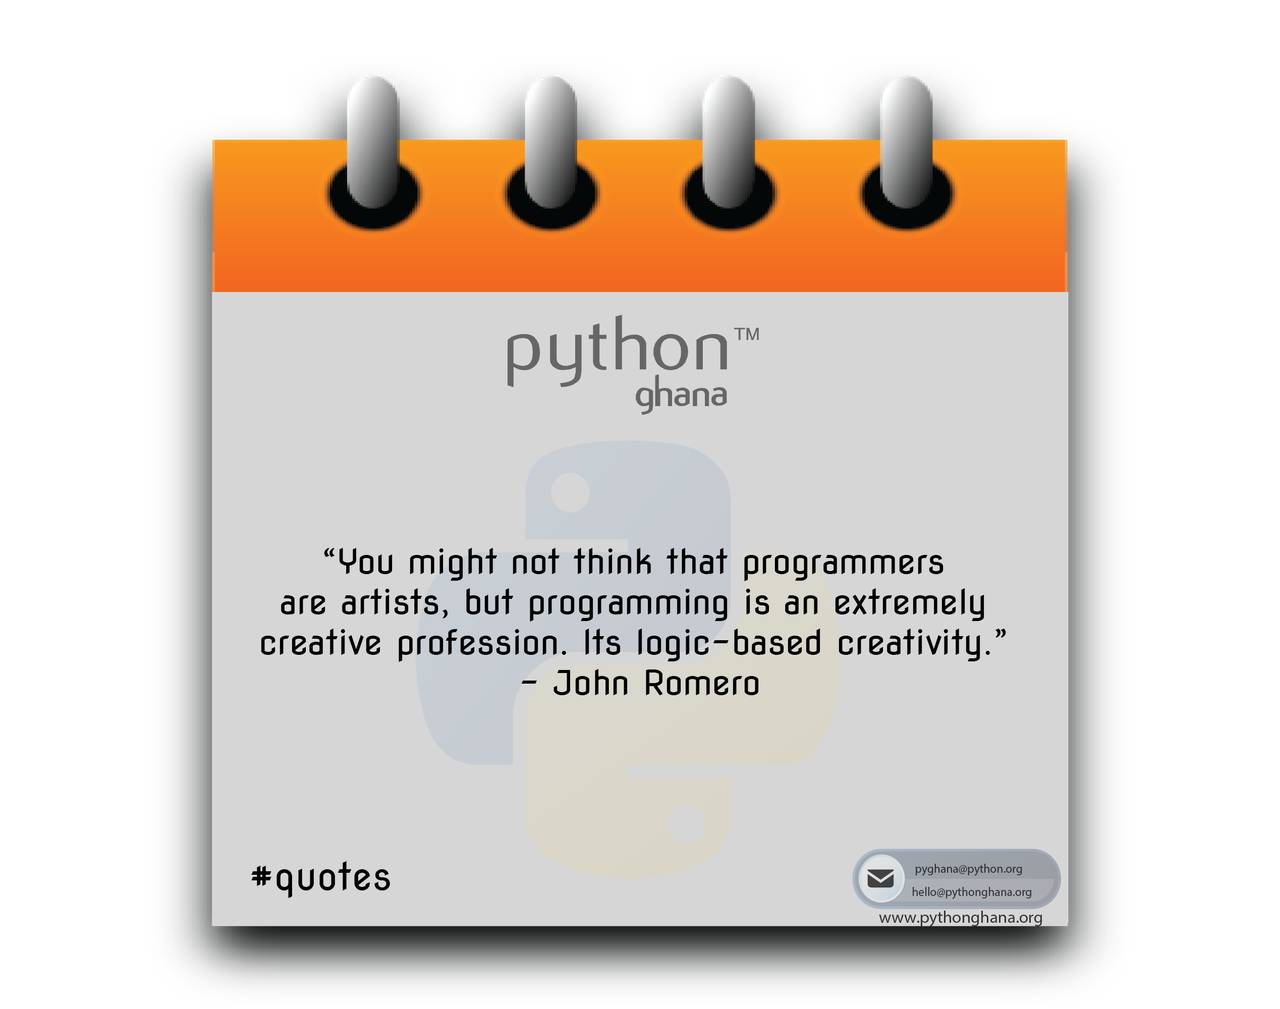 python™
ghana
“You might not think that programmers
are artists, but programming is an extremely
creative profession. Its logic-based creativity.”
- John Romero
#quotes
pyghana@python.org
hello@pythonghana.org
www.pythonghana.org